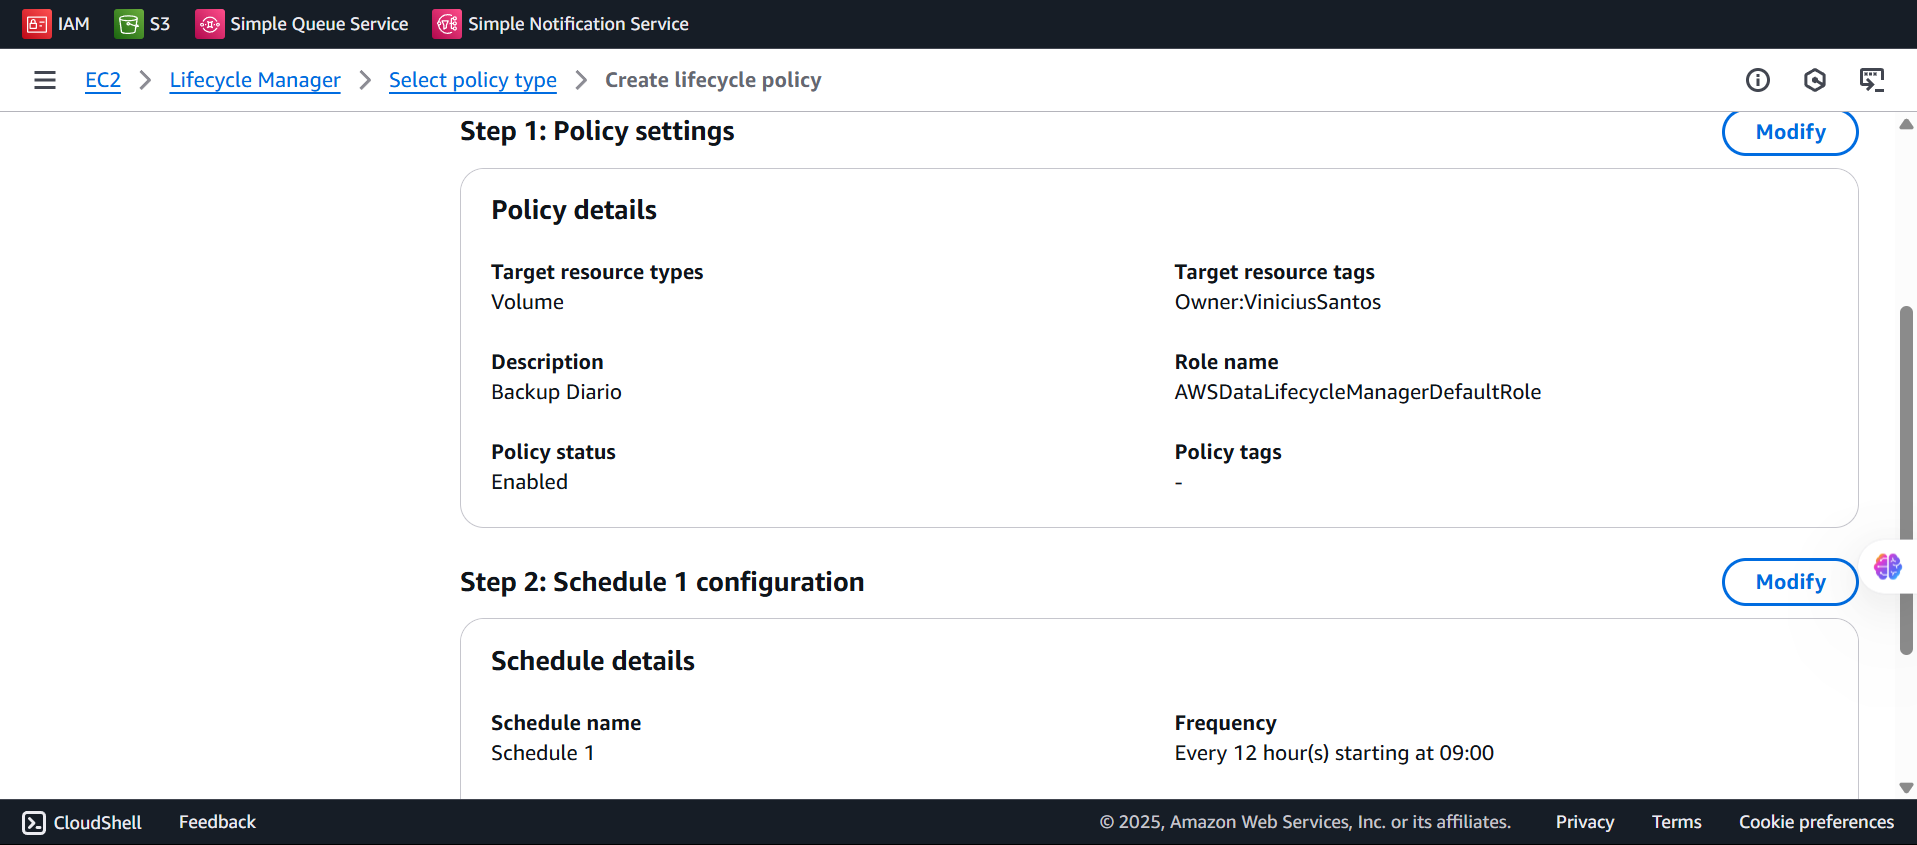 IAM S3 Simple Queue Service Simple Notification Service
EC2 Lifecycle Manager Select policy type Create lifecycle policy
Step 1: Policy settings Modify
Policy details
Target resource types Target resource tags
Volume Owner:ViniciusSantos
Description Role name
Backup Diario AWSDataLifecycleManagerDefaultRole
Policy status Policy tags
Enabled -
Step 2: Schedule 1 configuration Modify
Schedule details
Schedule name Frequency
Schedule 1 Every 12 hour(s) starting at 09:00
CloudShell Feedback © 2025, Amazon Web Services, Inc. or its affiliates. Privacy Terms Cookie preferences